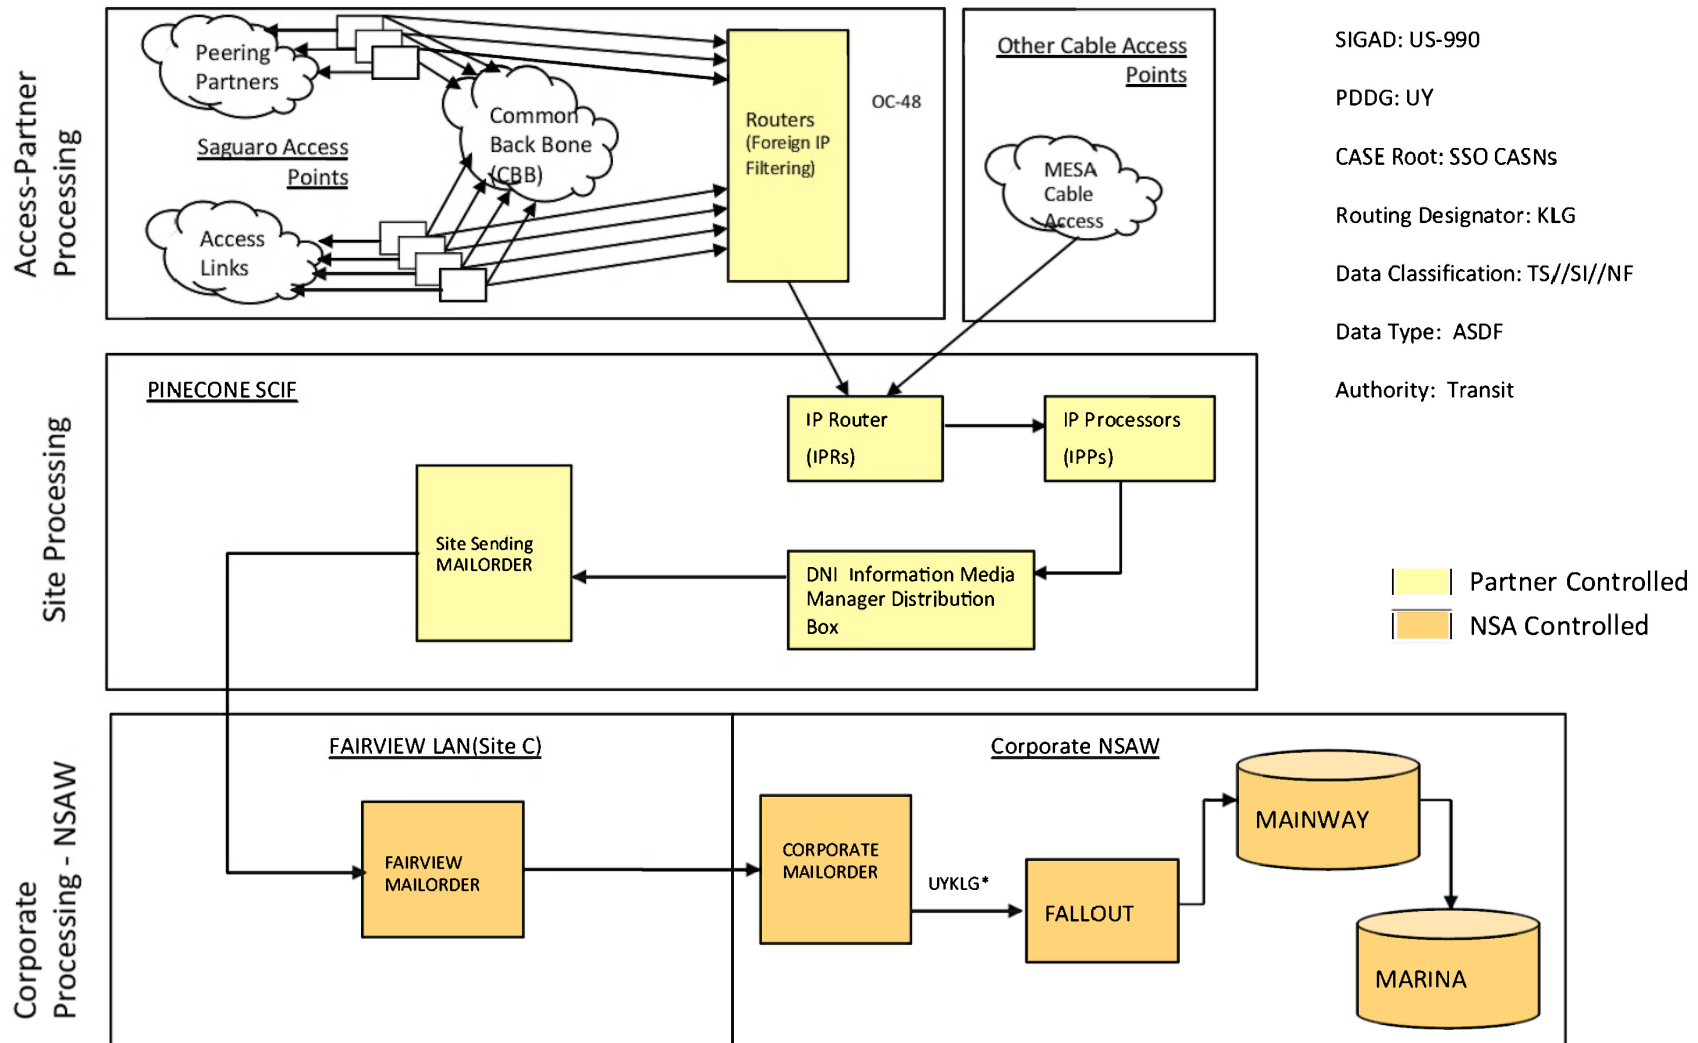 Access-Partner
Processing
Peering
Partners
Saguaro Access
Points
Access
Links
Common
Back Bone
(CBB)
Routers
(Foreign IP
Filtering)
OC-48
Other Cable Access
Points
MESA
Cable
Access
SIGAD: US-990
PDDG: UY
CASE Root: SSO CASNs
Routing Designator: KLG
Data Classification: TS//SI//NF
Data Type: ASDF
Authority: Transit
Site Processing
PINECONE SCIF
IP Router
(IPRs)
IP Processors
(IPPs)
Site Sending
MAILORDER
DNI Information Media
Manager Distribution
Box
Partner Controlled
NSA Controlled
Corporate
Processing - NSAW
FAIRVIEW LAN(Site C)
FAIRVIEW
MAILORDER
Corporate NSAW
CORPORATE
MAILORDER
UYKLG*
FALLOUT
MAINWAY
MARINA